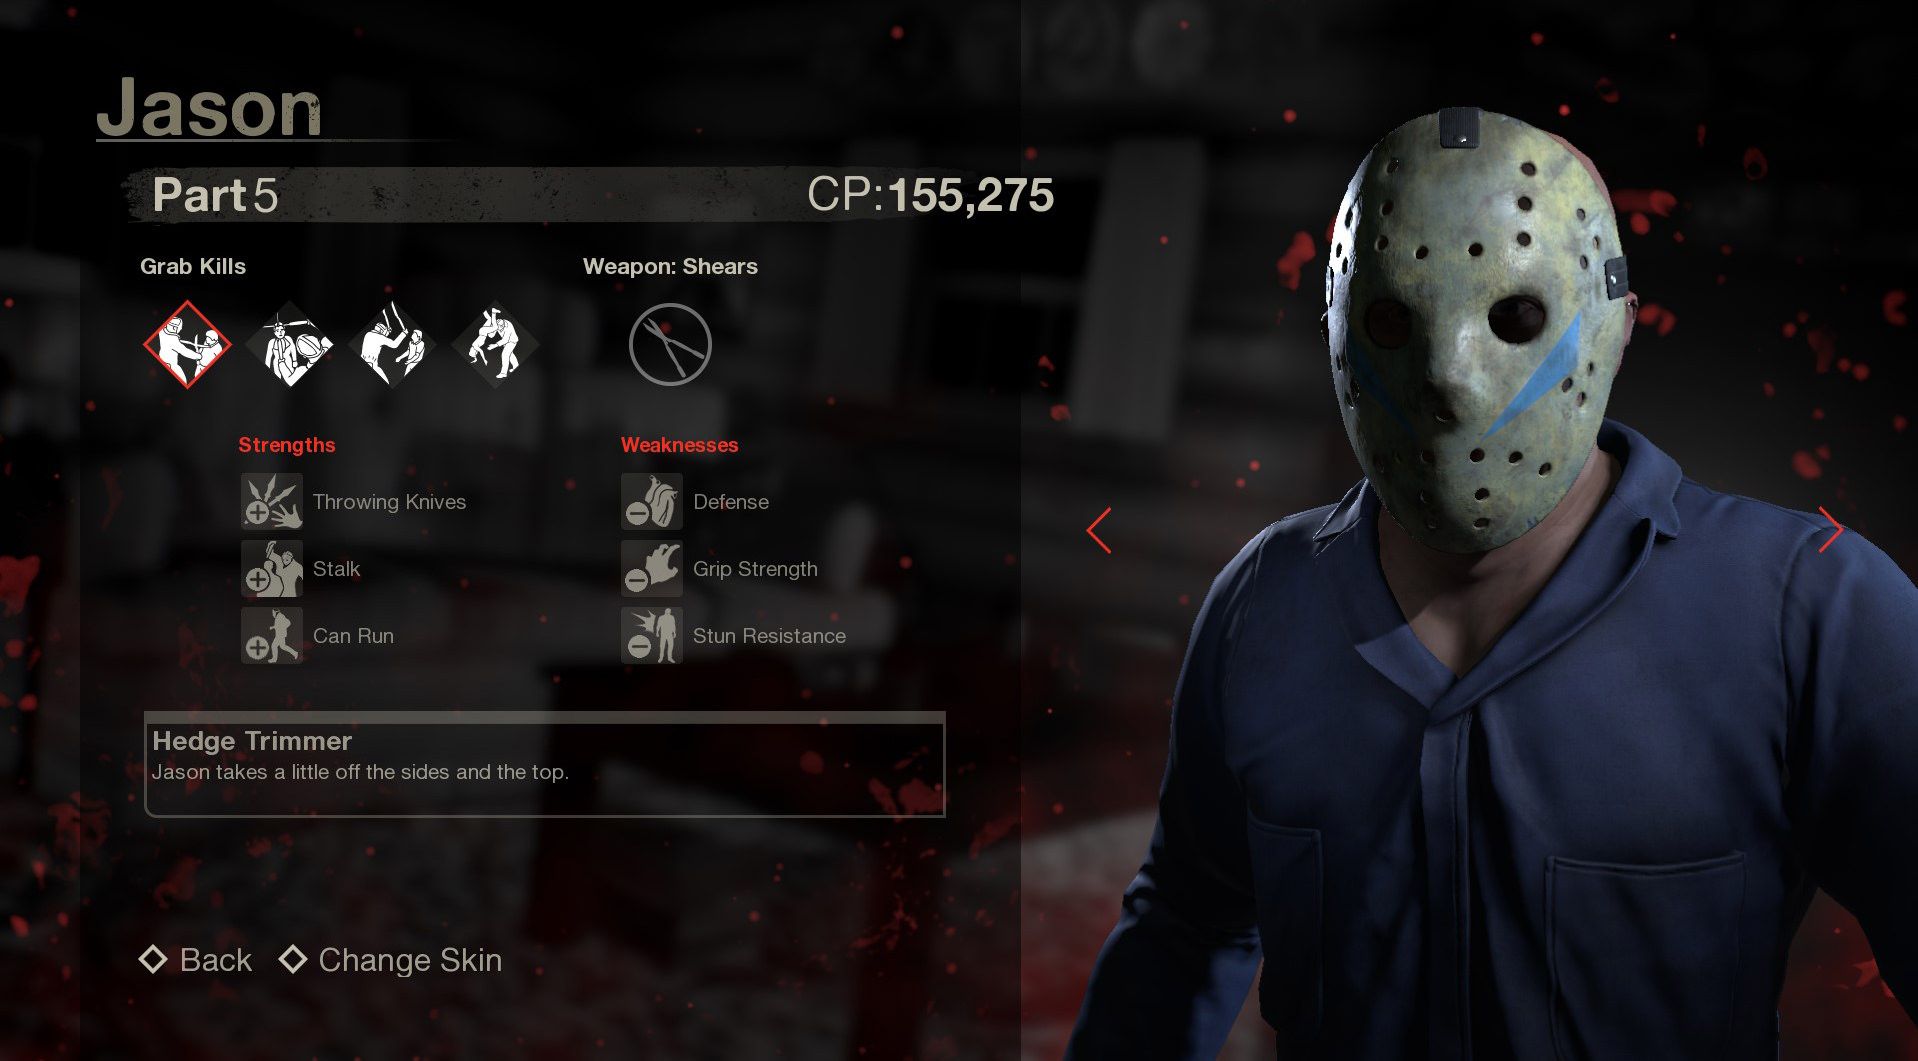 Jason
Part 5
CP:155,275
Grab Kills
Weapon: Shears
Strengths
Weaknesses
Throwing Knives
Defense
Stalk
Grip Strength
Can Run
Stun Resistance
Hedge Trimmer
Jason takes a little off the sides and the top.
Back
Change Skin